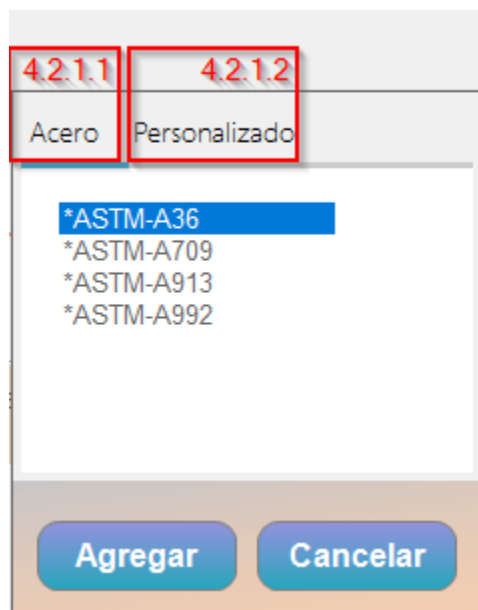 4.2.1.1 4.2.1.2
Acero Personalizado
*ASTM-A36
*ASTM-A709
*ASTM-A913
*ASTM-A992
Agregar Cancelar